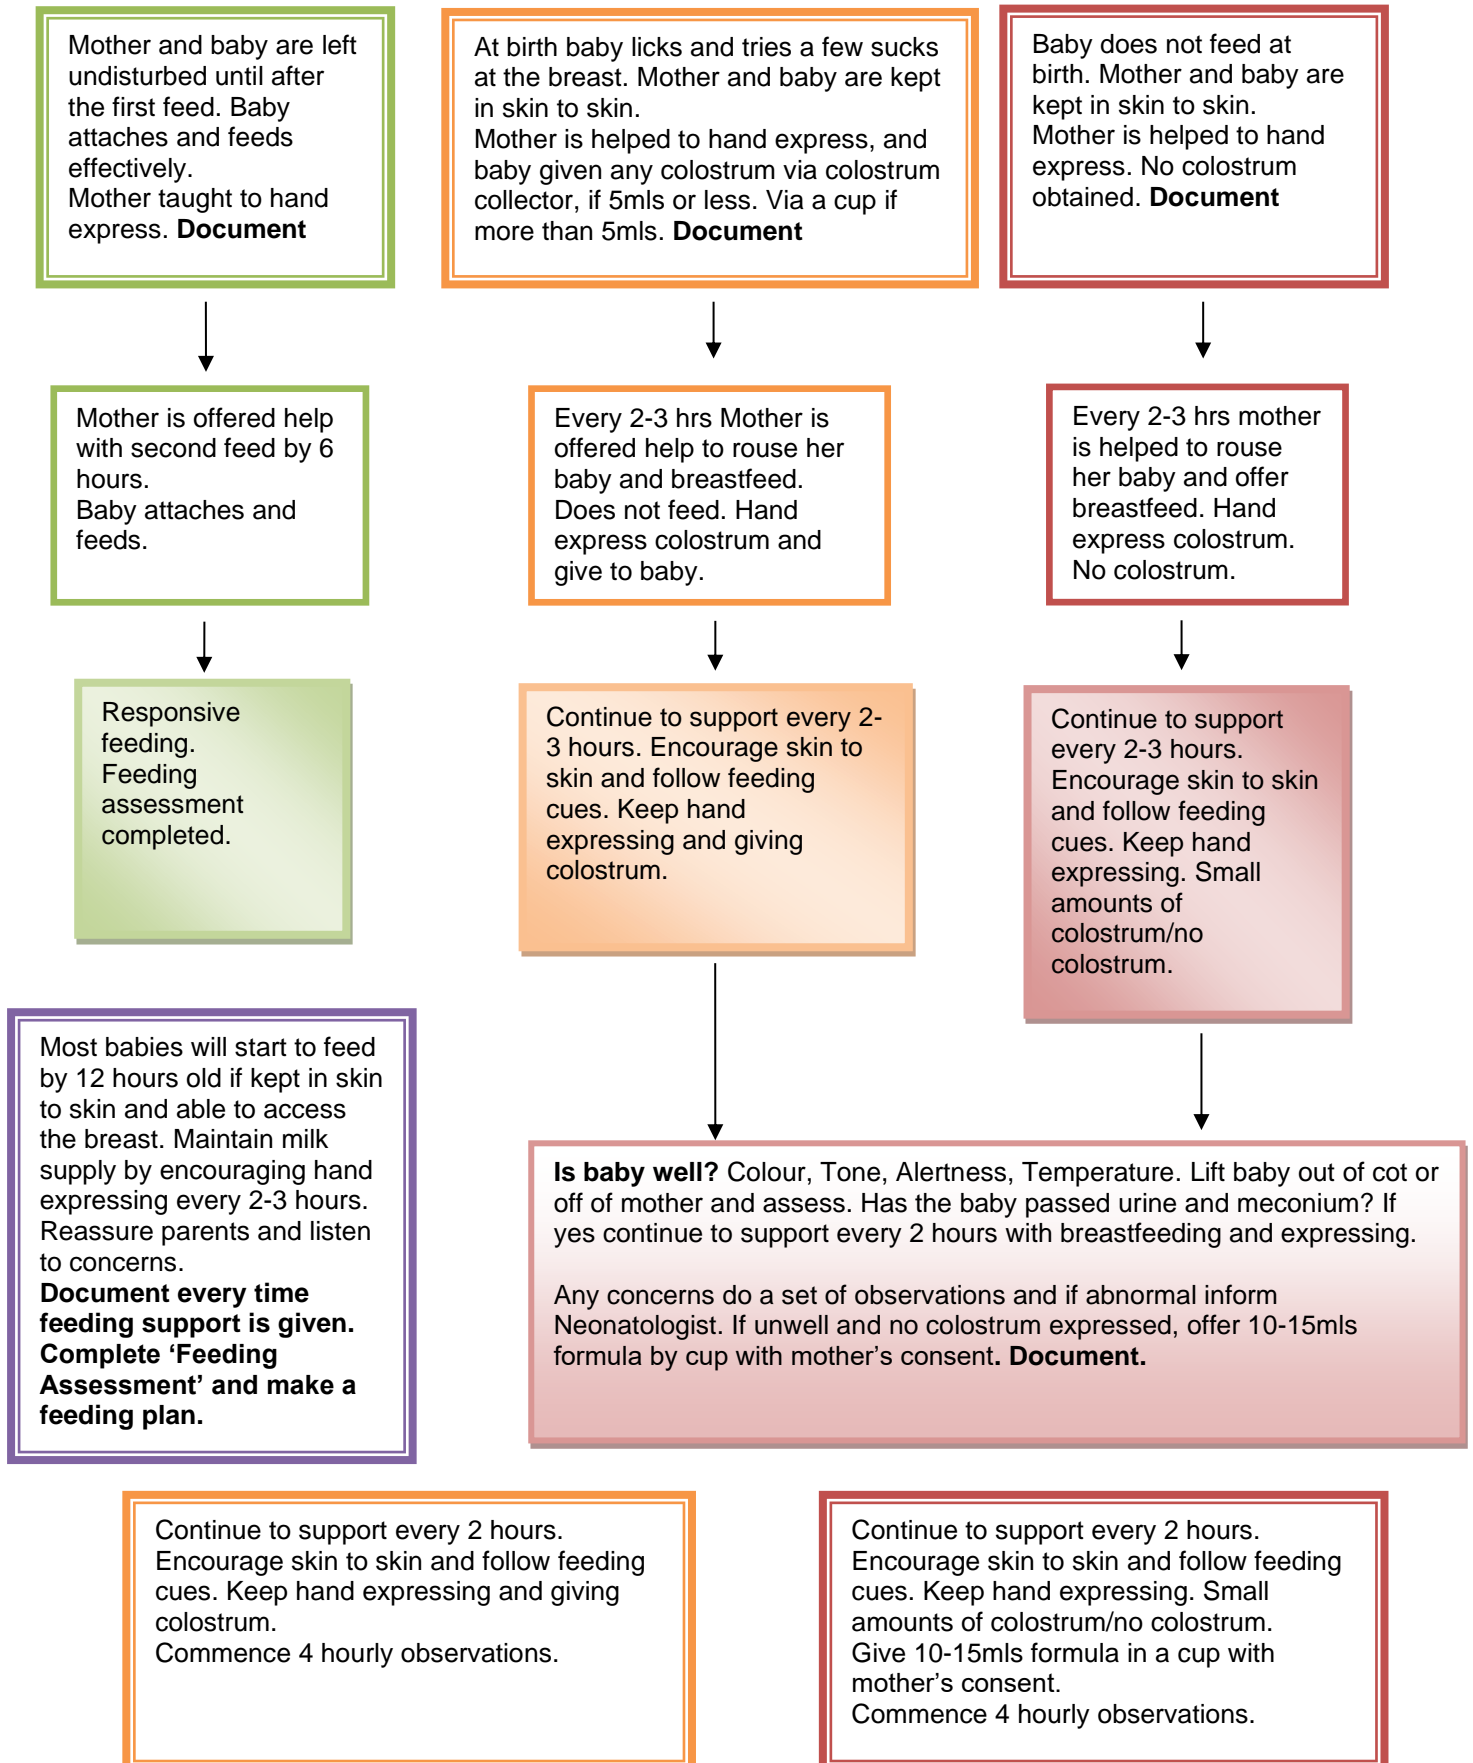 Mother and baby are left
undisturbed until after
the first feed. Baby
attaches and feeds
effectively.
Mother taught to hand
express. Document
At birth baby licks and tries a few sucks
at the breast. Mother and baby are kept
in skin to skin.
Mother is helped to hand express, and
baby given any colostrum via colostrum
collector, if 5mls or less. Via a cup if
more than 5mls. Document
Baby does not feed at
birth. Mother and baby are
kept in skin to skin.
Mother is helped to hand
express. No colostrum
obtained. Document
Mother is offered help
with second feed by 6
hours.
Baby attaches and
feeds.
Every 2-3 hrs Mother is
offered help to rouse her
baby and breastfeed.
Does not feed. Hand
express colostrum and
give to baby.
Every 2-3 hrs mother
is helped to rouse
her baby and offer
breastfeed. Hand
express colostrum.
No colostrum.
Responsive
feeding.
Feeding
assessment
completed.
Continue to support every 2-
3 hours. Encourage skin to
skin and follow feeding
cues. Keep hand
expressing and giving
colostrum.
Continue to support
every 2-3 hours.
Encourage skin to skin
and follow feeding
cues. Keep hand
expressing. Small
amounts of
colostrum/no
colostrum.
Most babies will start to feed
by 12 hours old if kept in skin
to skin and able to access
the breast. Maintain milk
supply by encouraging hand
expressing every 2-3 hours.
Reassure parents and listen
to concerns.
Document every time
feeding support is given.
Complete ‘Feeding
Assessment’ and make a
feeding plan.
Is baby well? Colour, Tone, Alertness, Temperature. Lift baby out of cot or
off of mother and assess. Has the baby passed urine and meconium? If
yes continue to support every 2 hours with breastfeeding and expressing.
Any concerns do a set of observations and if abnormal inform
Neonatologist. If unwell and no colostrum expressed, offer 10-15mls
formula by cup with mother’s consent. Document.
Continue to support every 2 hours.
Encourage skin to skin and follow feeding
cues. Keep hand expressing and giving
colostrum.
Commence 4 hourly observations.
Continue to support every 2 hours.
Encourage skin to skin and follow feeding
cues. Keep hand expressing. Small
amounts of colostrum/no colostrum.
Give 10-15mls formula in a cup with
mother’s consent.
Commence 4 hourly observations.